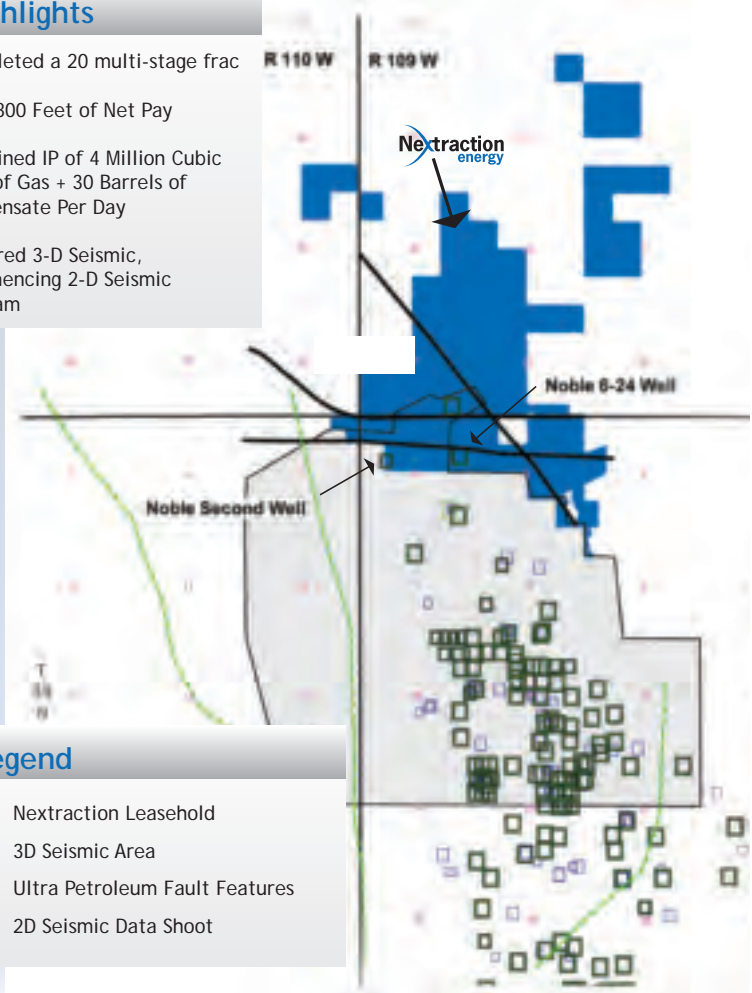 hlights
leted a 20 multi-stage frac
300 Feet of Net Pay
ined IP of 4 Million Cubic
of Gas + 30 Barrels of
ensate Per Day
red 3-D Seismic,
mencing 2-D Seismic
am
R 110 W
R 109 W
Nextraction
energy
Noble 6-24 Well
Noble Second Well
T
N
egend
Nextraction Leasehold
3D Seismic Area
Ultra Petroleum Fault Features
2D Seismic Data Shoot